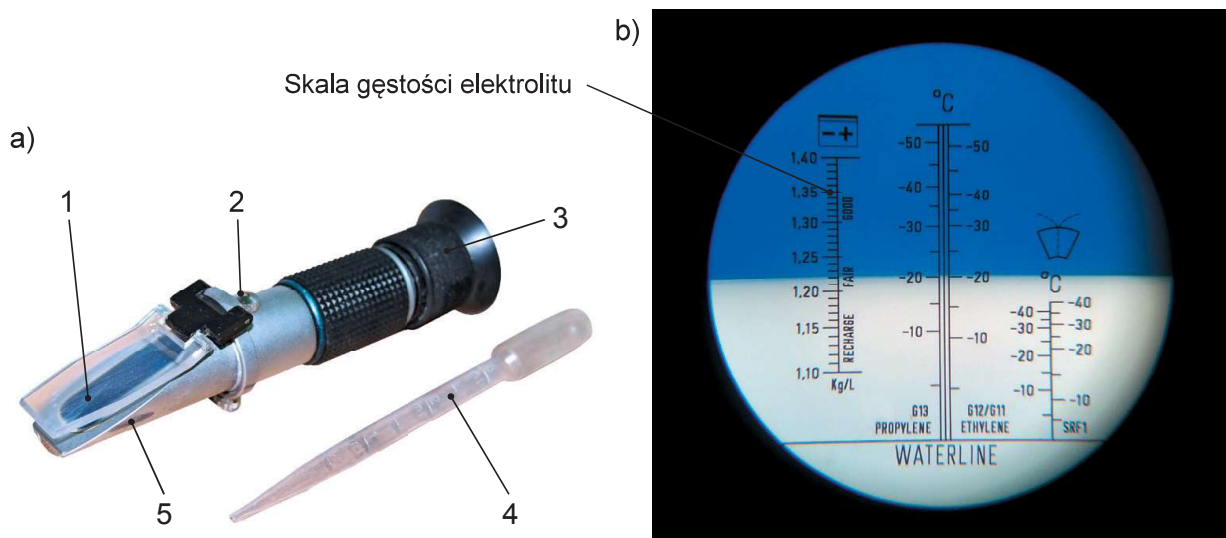 a)
1
2
3
4
5
b)
Skala gęstości elektrolitu
-+
1,40
1,35
1,30
1,25
1,20
1,15
1,10
Kg/L
GOOD
FAIR
RECHARGE
°C
-50
-40
-30
-20
-10
-50
-40
-30
-20
-10
G13
PROPYLENE
G12/G11
ETHYLENE
°C
-40
-30
-20
-10
-40
-30
-20
-10
SRF1
WATERLINE